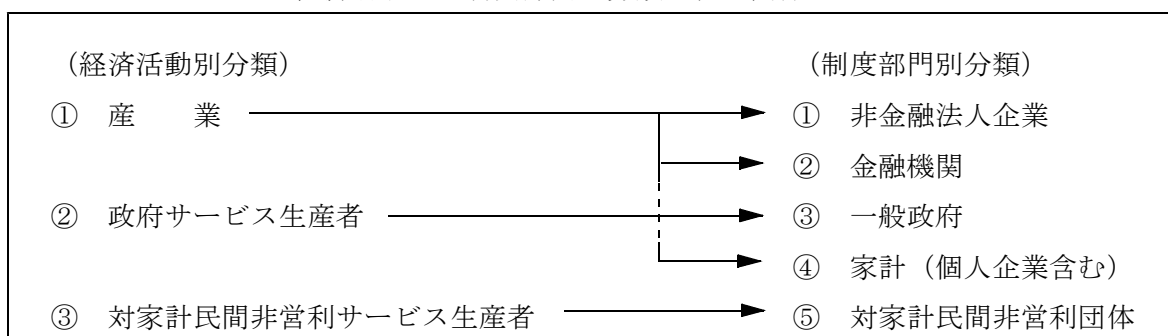 （経済活動別分類） （制度部門別分類）
① 産　　業 ① 非金融法人企業
② 金融機関
② 政府サービス生産者 ③ 一般政府
④ 家計（個人企業含む）
③ 対家計民間非営利サービス生産者 ⑤ 対家計民間非営利団体